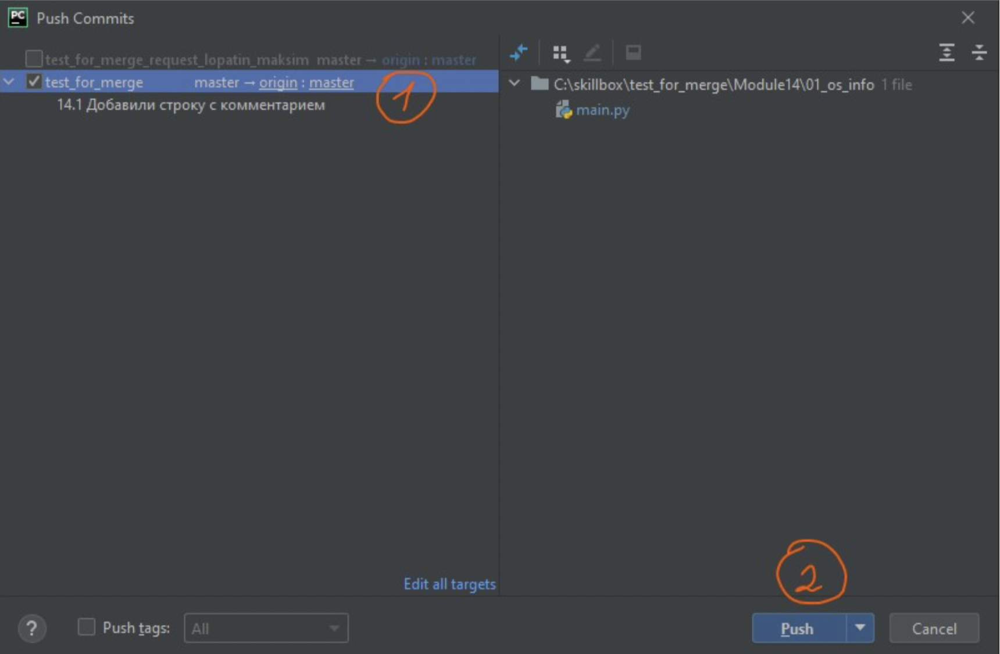 PC Push Commits
test_for_merge_request_lopatin_maksim master → origin : master
test_for_merge master → origin : master
1
14.1 Добавили строку с комментарием
C:\skillbox\test_for_merge\Module14\01_os_info 1 file
main.py
2
Edit all targets
? Push tags: All
Push
Cancel